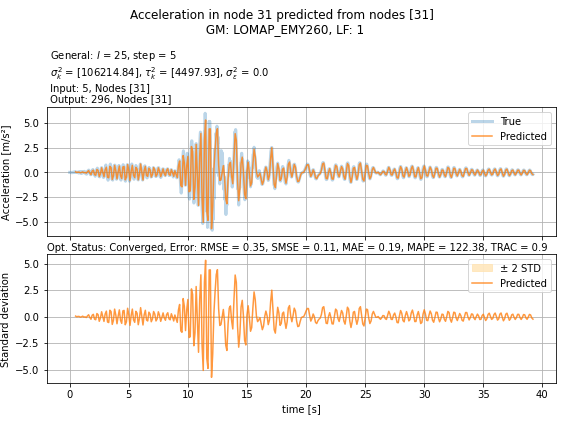 Acceleration in node 31 predicted from nodes [31]
GM: LOMAP_EMY260, LF: 1
General: l = 25, step = 5
σ²ₖ = [106214.84], τ²ₖ = [4497.93], σ²ε = 0.0
Input: 5, Nodes [31]
Output: 296, Nodes [31]
5.0
2.5
0.0
−2.5
−5.0
Acceleration [m/s²]
True
Predicted
Opt. Status: Converged, Error: RMSE = 0.35, SMSE = 0.11, MAE = 0.19, MAPE = 122.38, TRAC = 0.9
5.0
2.5
0.0
−2.5
−5.0
Standard deviation
± 2 STD
Predicted
0 5 10 15 20 25 30 35 40
time [s]